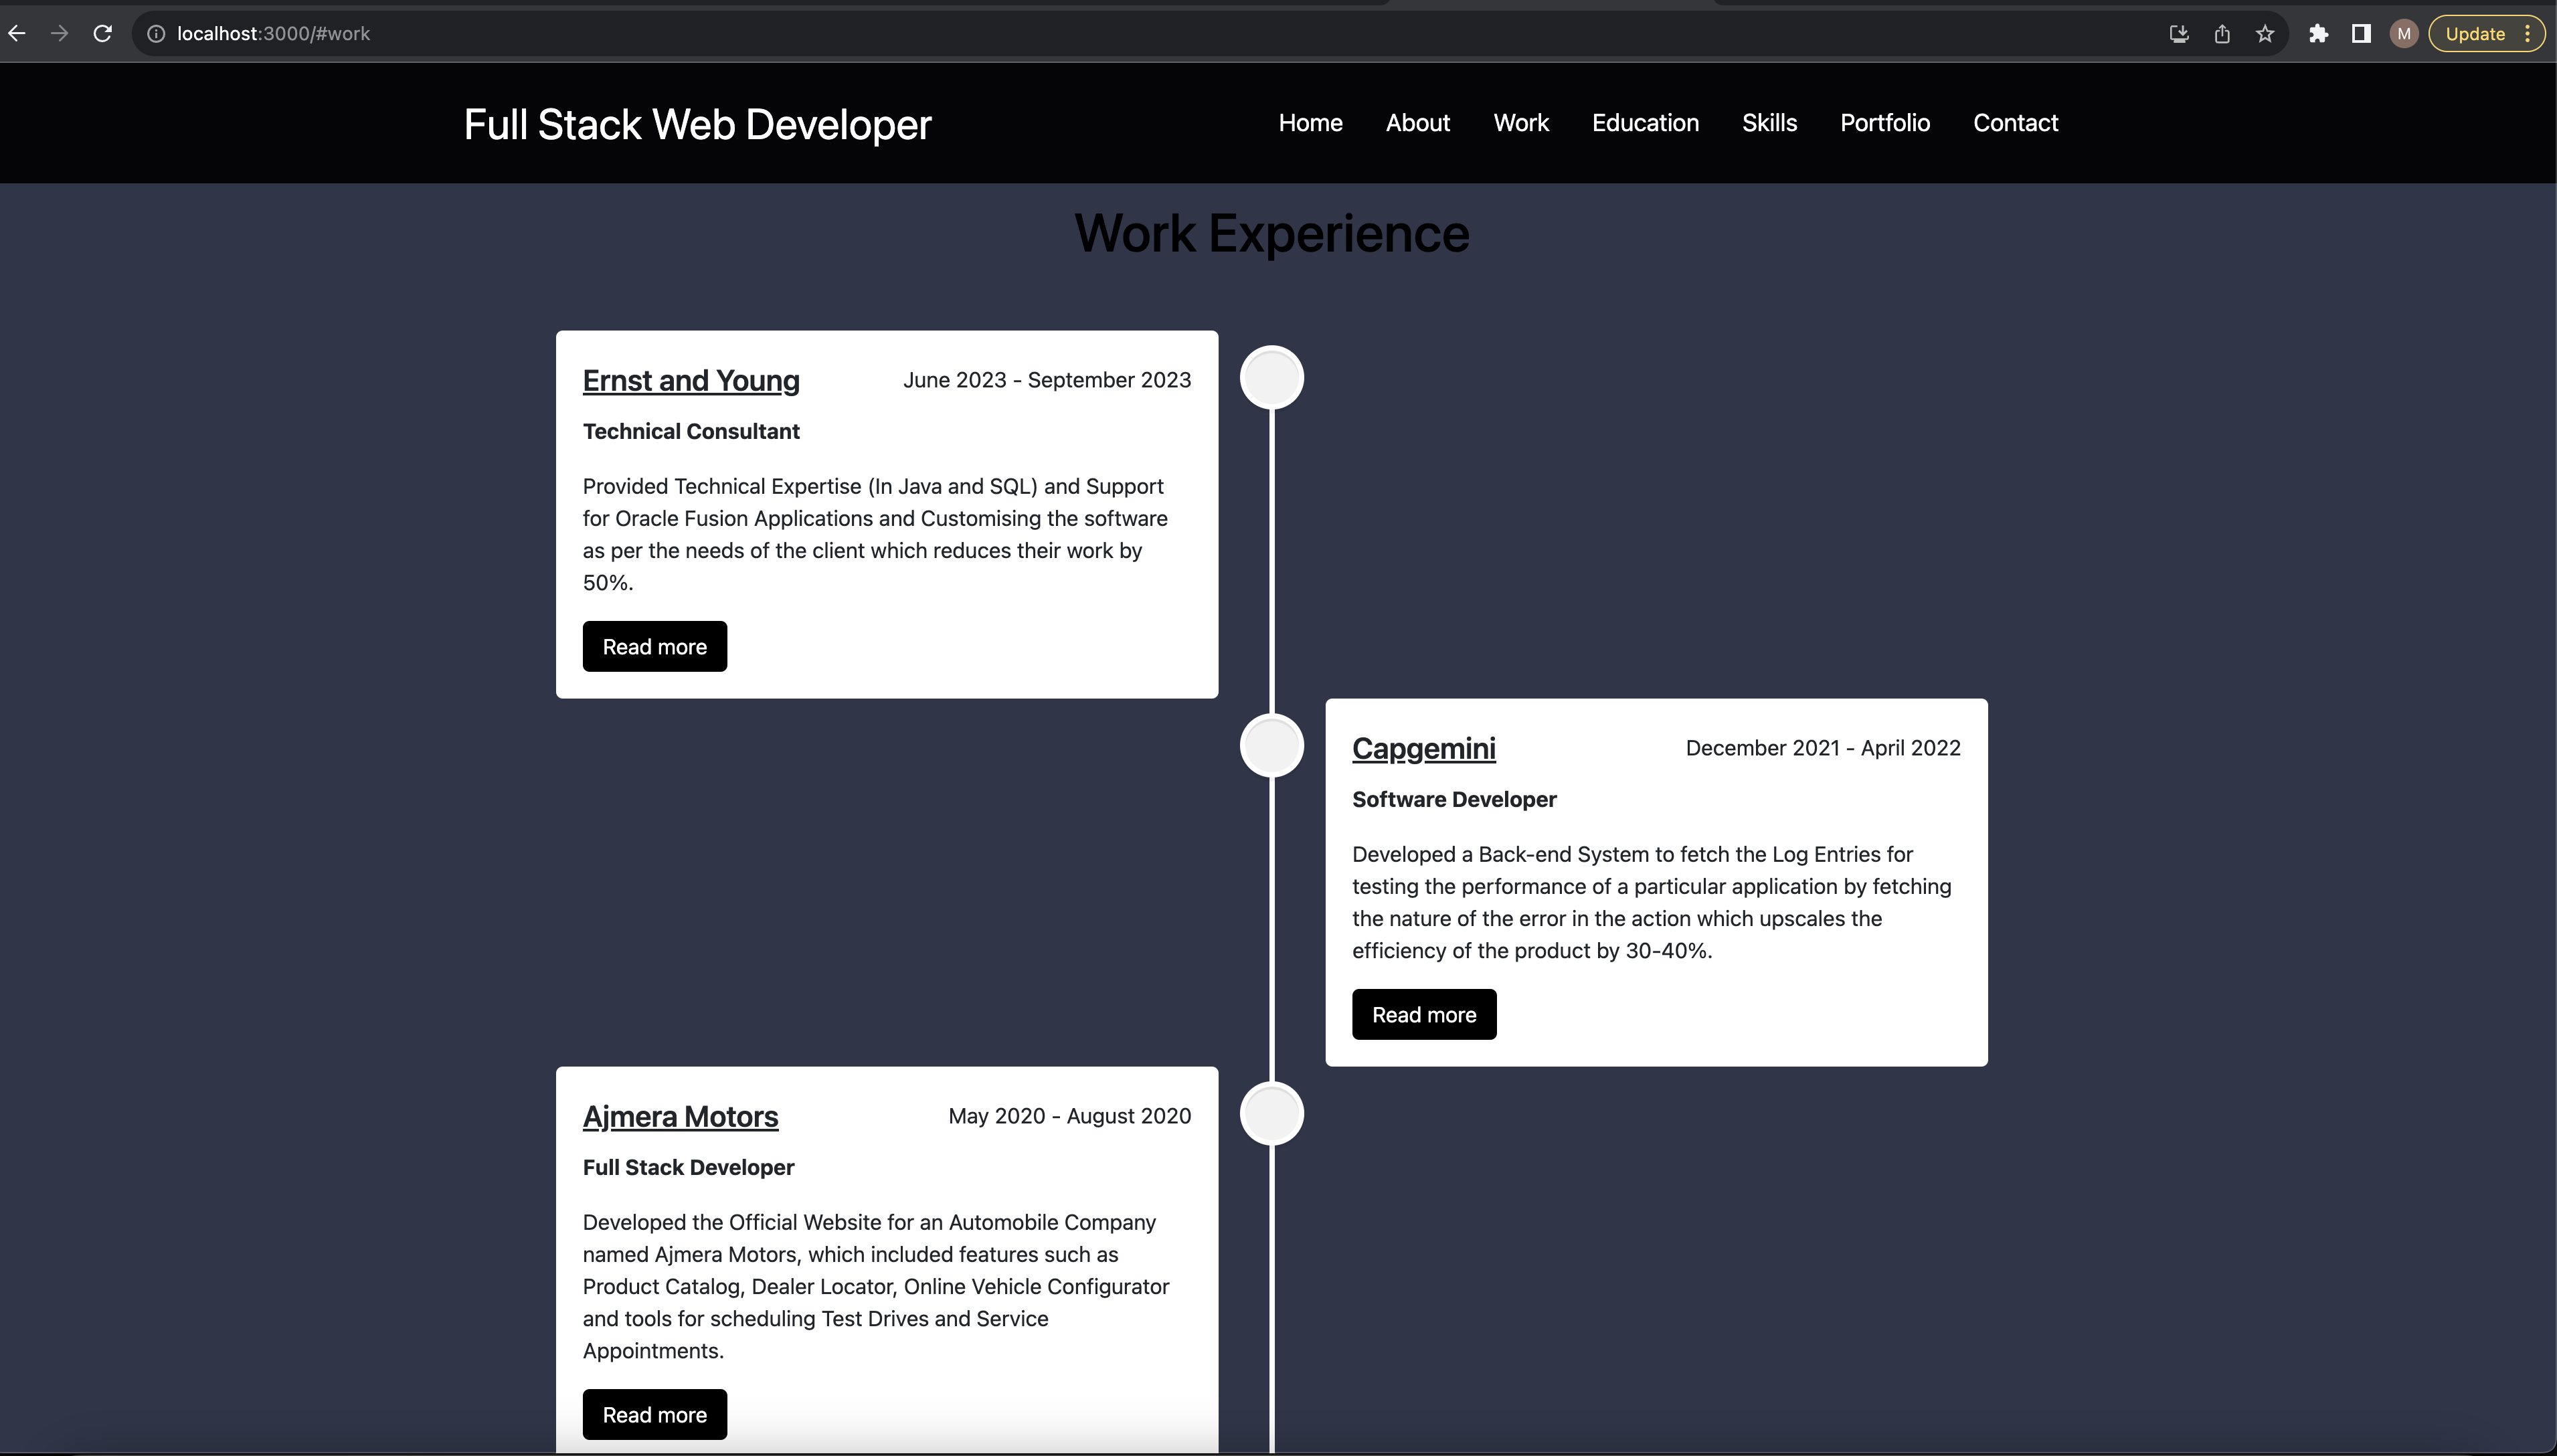 localhost:3000/#work
M
Update
Full Stack Web Developer
Home About Work Education Skills Portfolio Contact
Work Experience
Ernst and Young June 2023 - September 2023
Technical Consultant
Provided Technical Expertise (In Java and SQL) and Support
for Oracle Fusion Applications and Customising the software
as per the needs of the client which reduces their work by
50%.
Read more
Capgemini December 2021 - April 2022
Software Developer
Developed a Back-end System to fetch the Log Entries for
testing the performance of a particular application by fetching
the nature of the error in the action which upscales the
efficiency of the product by 30-40%.
Read more
Ajmera Motors May 2020 - August 2020
Full Stack Developer
Developed the Official Website for an Automobile Company
named Ajmera Motors, which included features such as
Product Catalog, Dealer Locator, Online Vehicle Configurator
and tools for scheduling Test Drives and Service
Appointments.
Read more